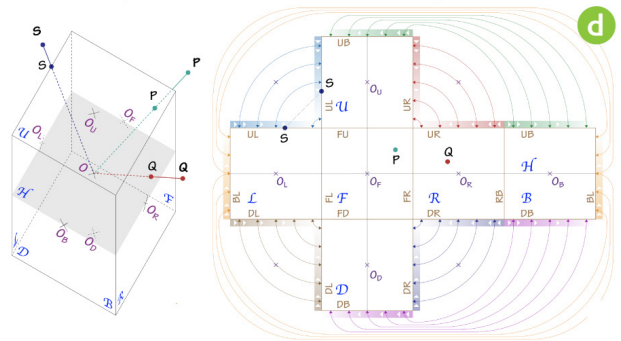 d
S
S
P
P
Q
Q
O_U
O_F
O_L
O
O_R
O_B
O_D
U
H
F
D
B
UB
S
UL
U
O_U
UR
UL
S
FU
UR
UB
P
Q
H
BL
O_L
FL
O_F
FR
O_R
RB
O_B
BL
L
F
R
B
DL
FD
DR
DB
DL
D
O_D
DR
DB